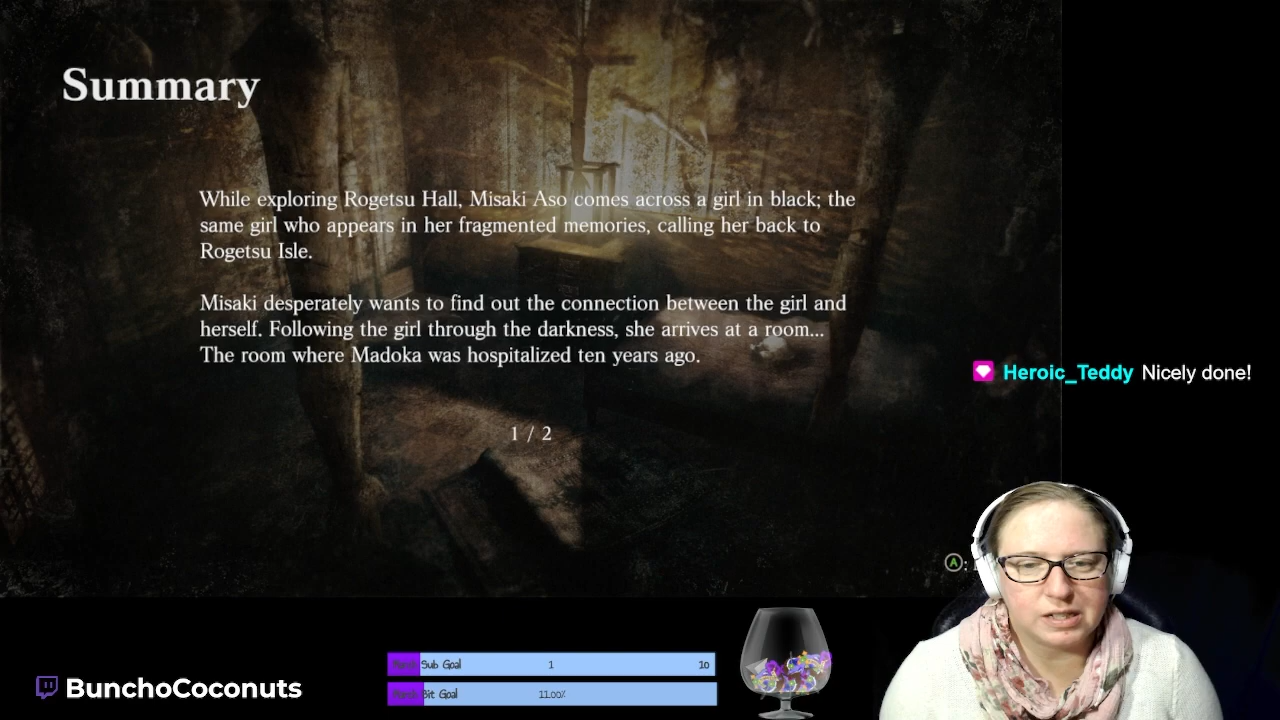 Summary
While exploring Rogetsu Hall, Misaki Aso comes across a girl in black; the
same girl who appears in her fragmented memories, calling her back to
Rogetsu Isle.
Misaki desperately wants to find out the connection between the girl and
herself. Following the girl through the darkness, she arrives at a room...
The room where Madoka was hospitalized ten years ago.
1 / 2
Heroic_Teddy Nicely done!
A:
Sub Goal 1 10
Bit Goal 11.00%
BunchoCoconuts